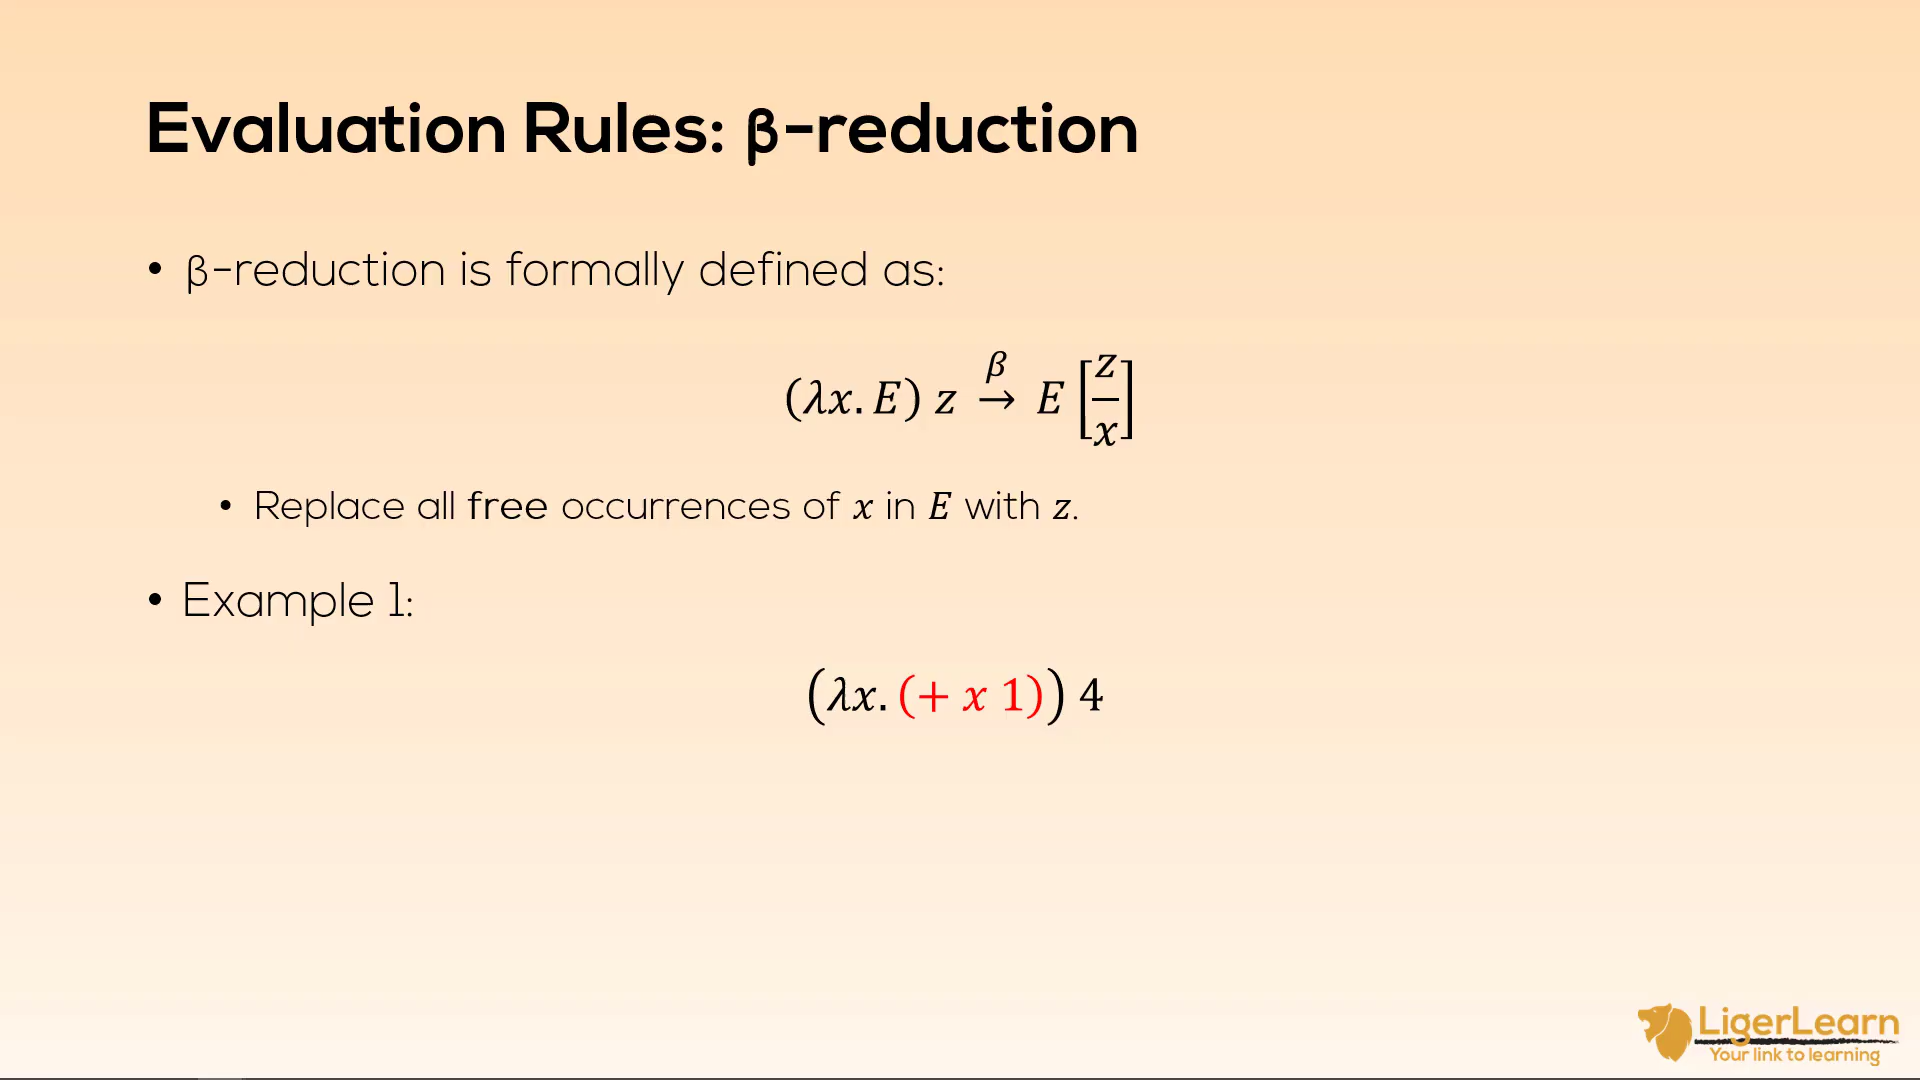 Evaluation Rules: β-reduction
• β-reduction is formally defined as:
(λx. E) z →^β E [z/x]
• Replace all free occurrences of x in E with z.
• Example 1:
(λx. (+ x 1)) 4
LigerLearn
Your link to learning